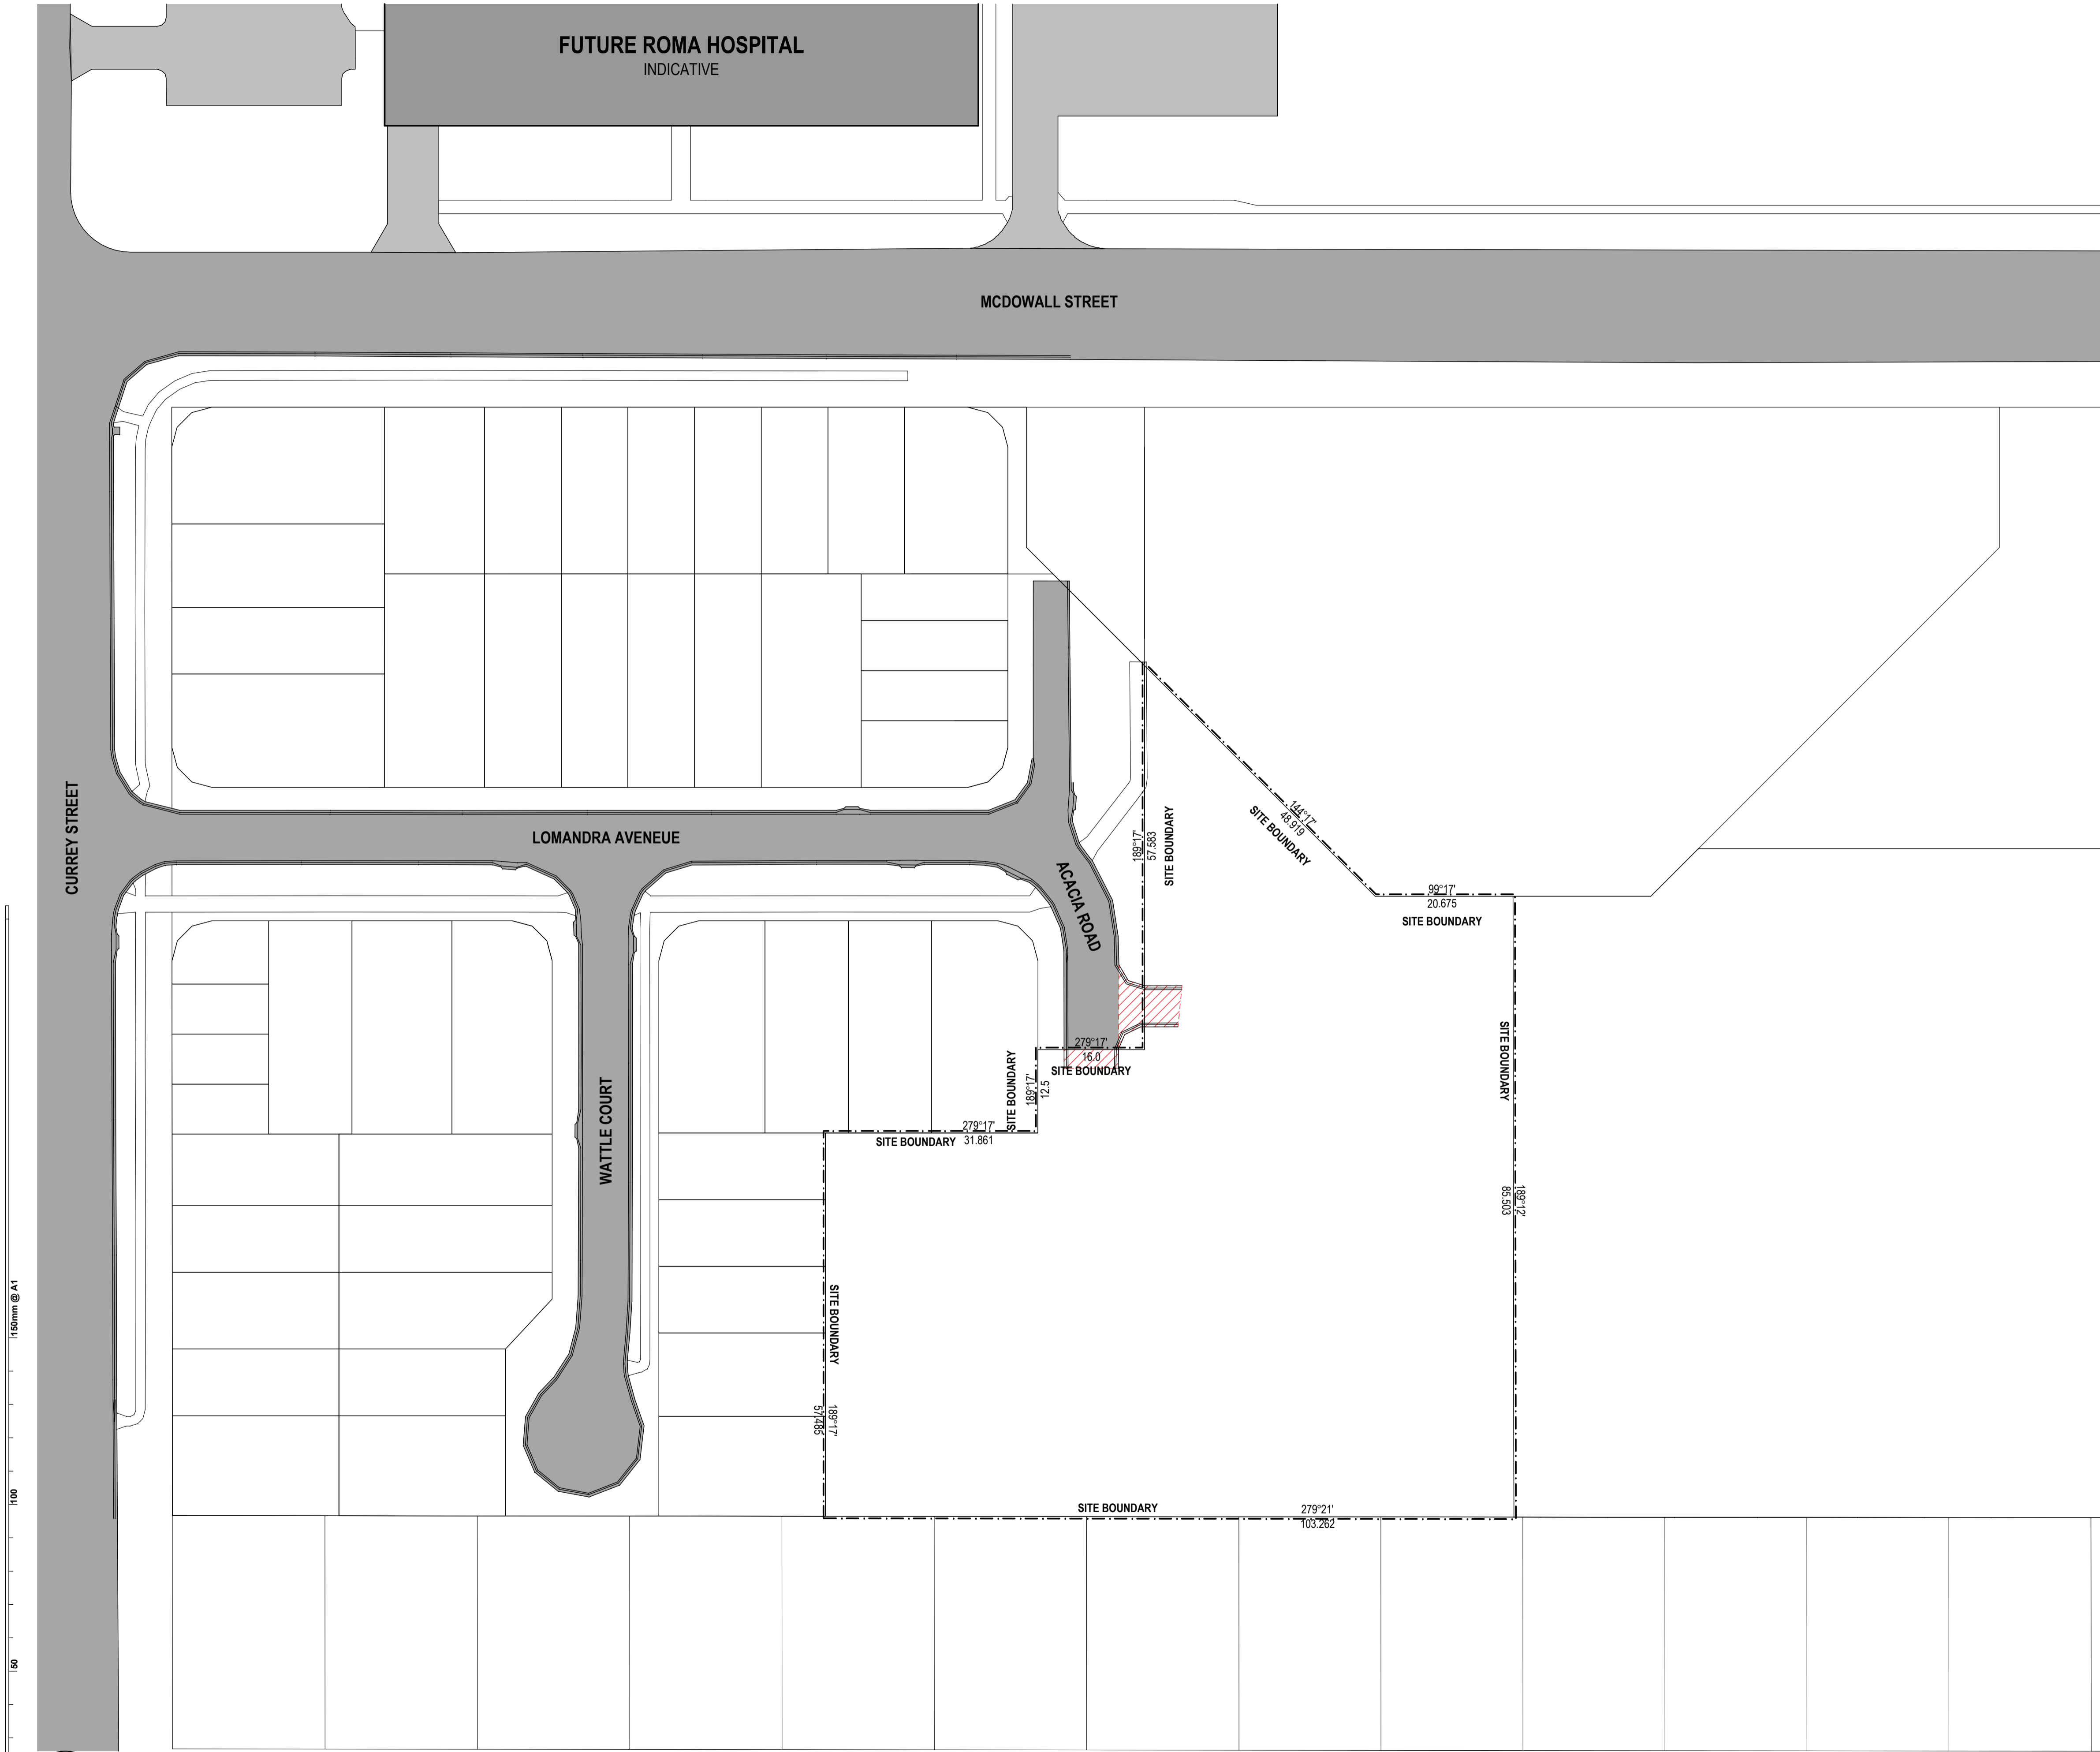 FUTURE ROMA HOSPITAL
INDICATIVE
MCDOWALL STREET
CURREY STREET
LOMANDRA AVENEUE
ACACIA ROAD
WATTLE COURT
189°17'
57.583
SITE BOUNDARY
144°17'
48.919
SITE BOUNDARY
99°17'
20.675
SITE BOUNDARY
279°17'
16.0
SITE BOUNDARY
SITE BOUNDARY
189°17'
12.5
279°17'
SITE BOUNDARY 31.861
SITE BOUNDARY
189°12'
85.503
SITE BOUNDARY
189°17'
57.485
SITE BOUNDARY
279°21'
103.262
150mm @ A1
100
50